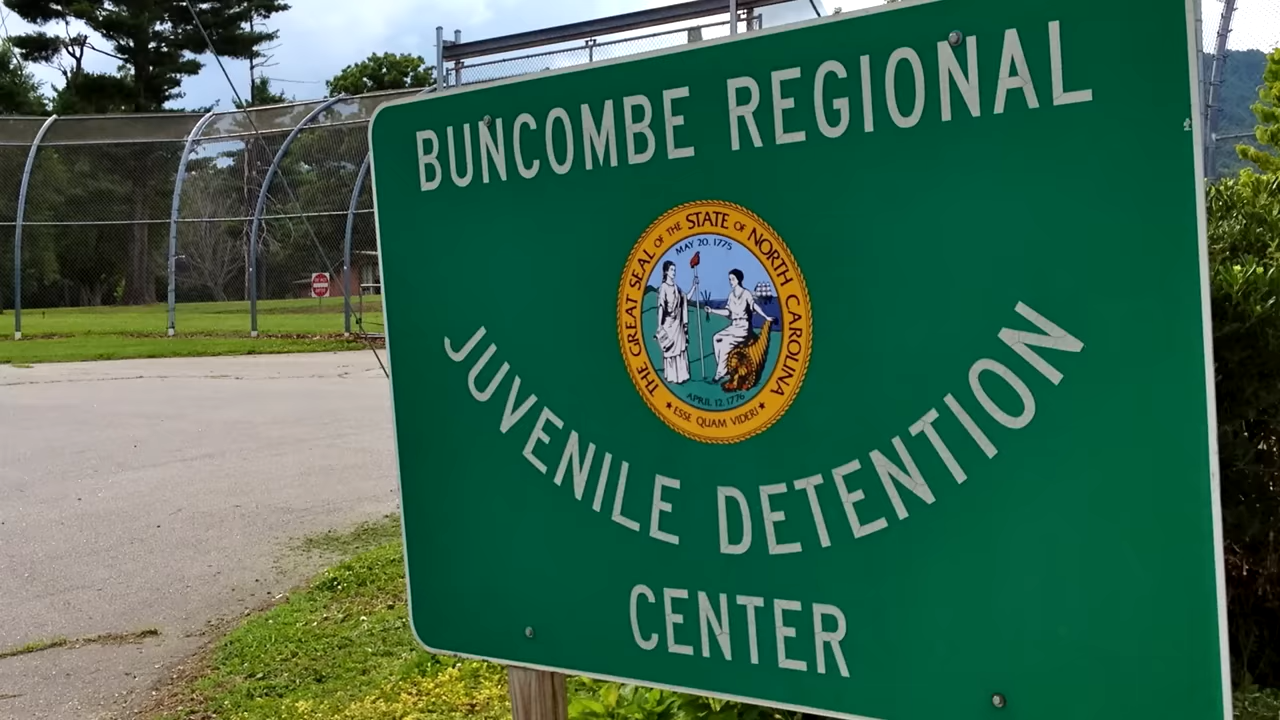 BUNCOMBE REGIONAL
THE GREAT SEAL OF THE STATE OF NORTH CAROLINA
MAY 20, 1775
APRIL 12, 1776
★ ESSE QUAM VIDERI ★
JUVENILE DETENTION
CENTER